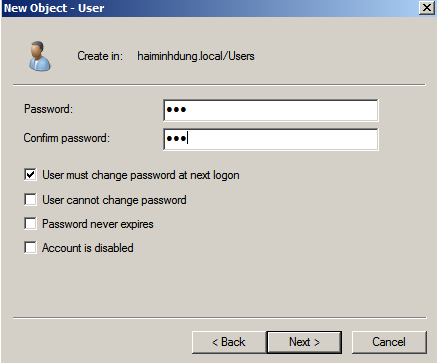 New Object - User
Create in: haiminhdung.local/Users
Password: •••
Confirm password: •••
User must change password at next logon
User cannot change password
Password never expires
Account is disabled
< Back Next > Cancel